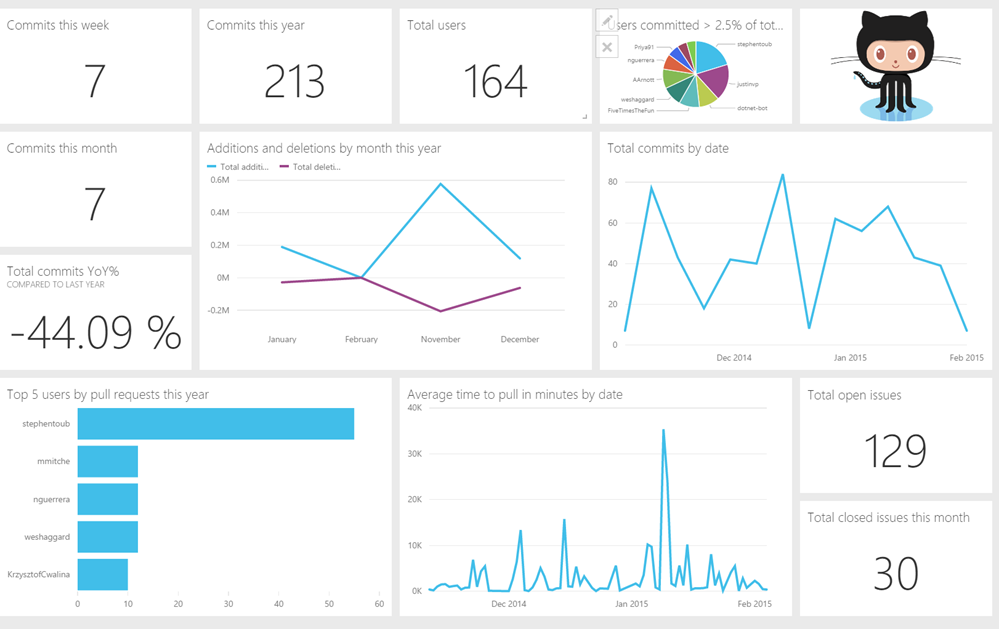 Commits this week
7
Commits this year
213
Total users
164
sers committed > 2.5% of tot...
Priya91
nguerrera
AArnott
weshaggard
FiveTimesTheFun
stephentoub
justinvp
dotnet-bot
Commits this month
7
Total commits YoY%
COMPARED TO LAST YEAR
-44.09 %
Additions and deletions by month this year
Total additi... Total deleti...
0.6M
0.4M
0.2M
0M
-0.2M
January February November December
Total commits by date
80
60
40
20
0
Dec 2014 Jan 2015 Feb 2015
Top 5 users by pull requests this year
stephentoub
mmitche
nguerrera
weshaggard
KrzysztofCwalina
0 10 20 30 40 50 60
Average time to pull in minutes by date
40K
30K
20K
10K
0K
Dec 2014 Jan 2015 Feb 2015
Total open issues
129
Total closed issues this month
30